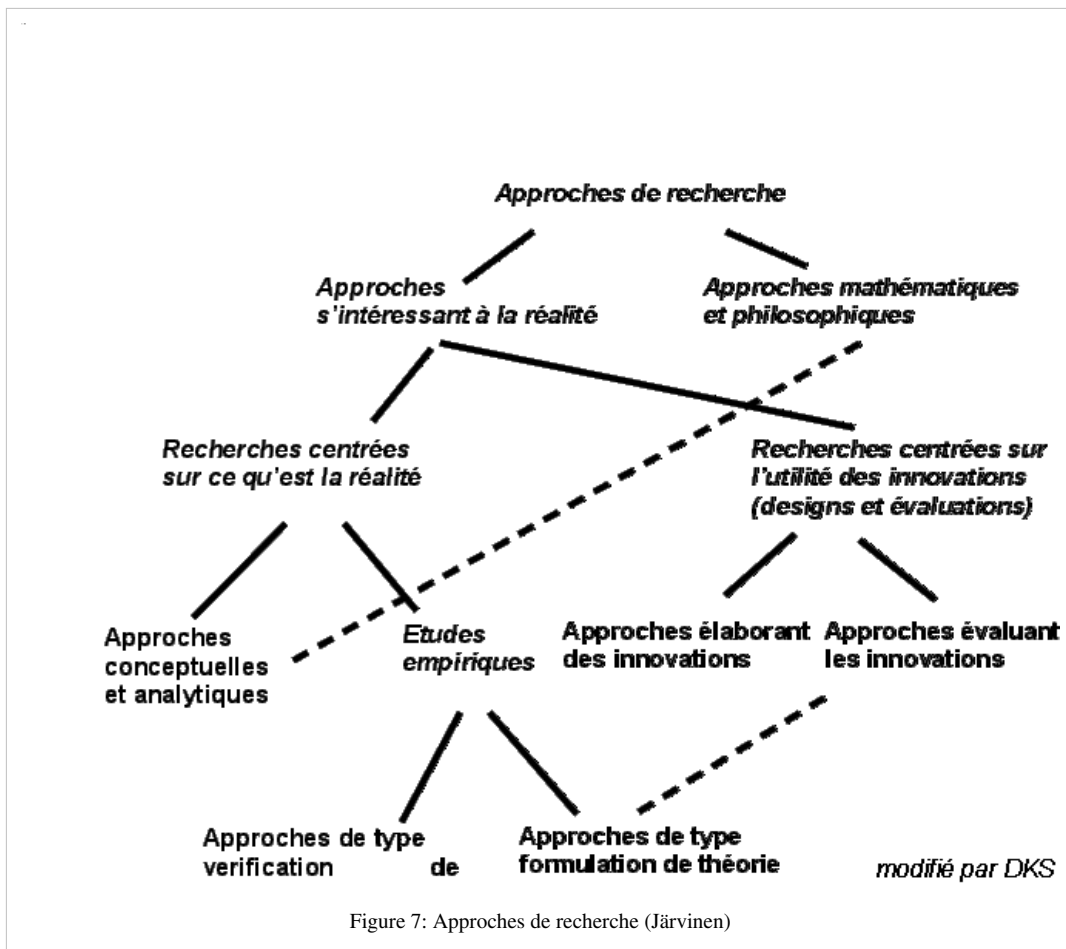 Approches de recherche
Approches
s'intéressant à la réalité
Approches mathématiques
et philosophiques
Recherches centrées
sur ce qu'est la réalité
Recherches centrées sur
l'utilité des innovations
(designs et évaluations)
Approches
conceptuelles
et analytiques
Etudes
empiriques
Approches élaborant
des innovations
Approches évaluant
les innovations
Approches de type
verification de
Approches de type
formulation de théorie
modifié par DKS
Figure 7: Approches de recherche (Järvinen)